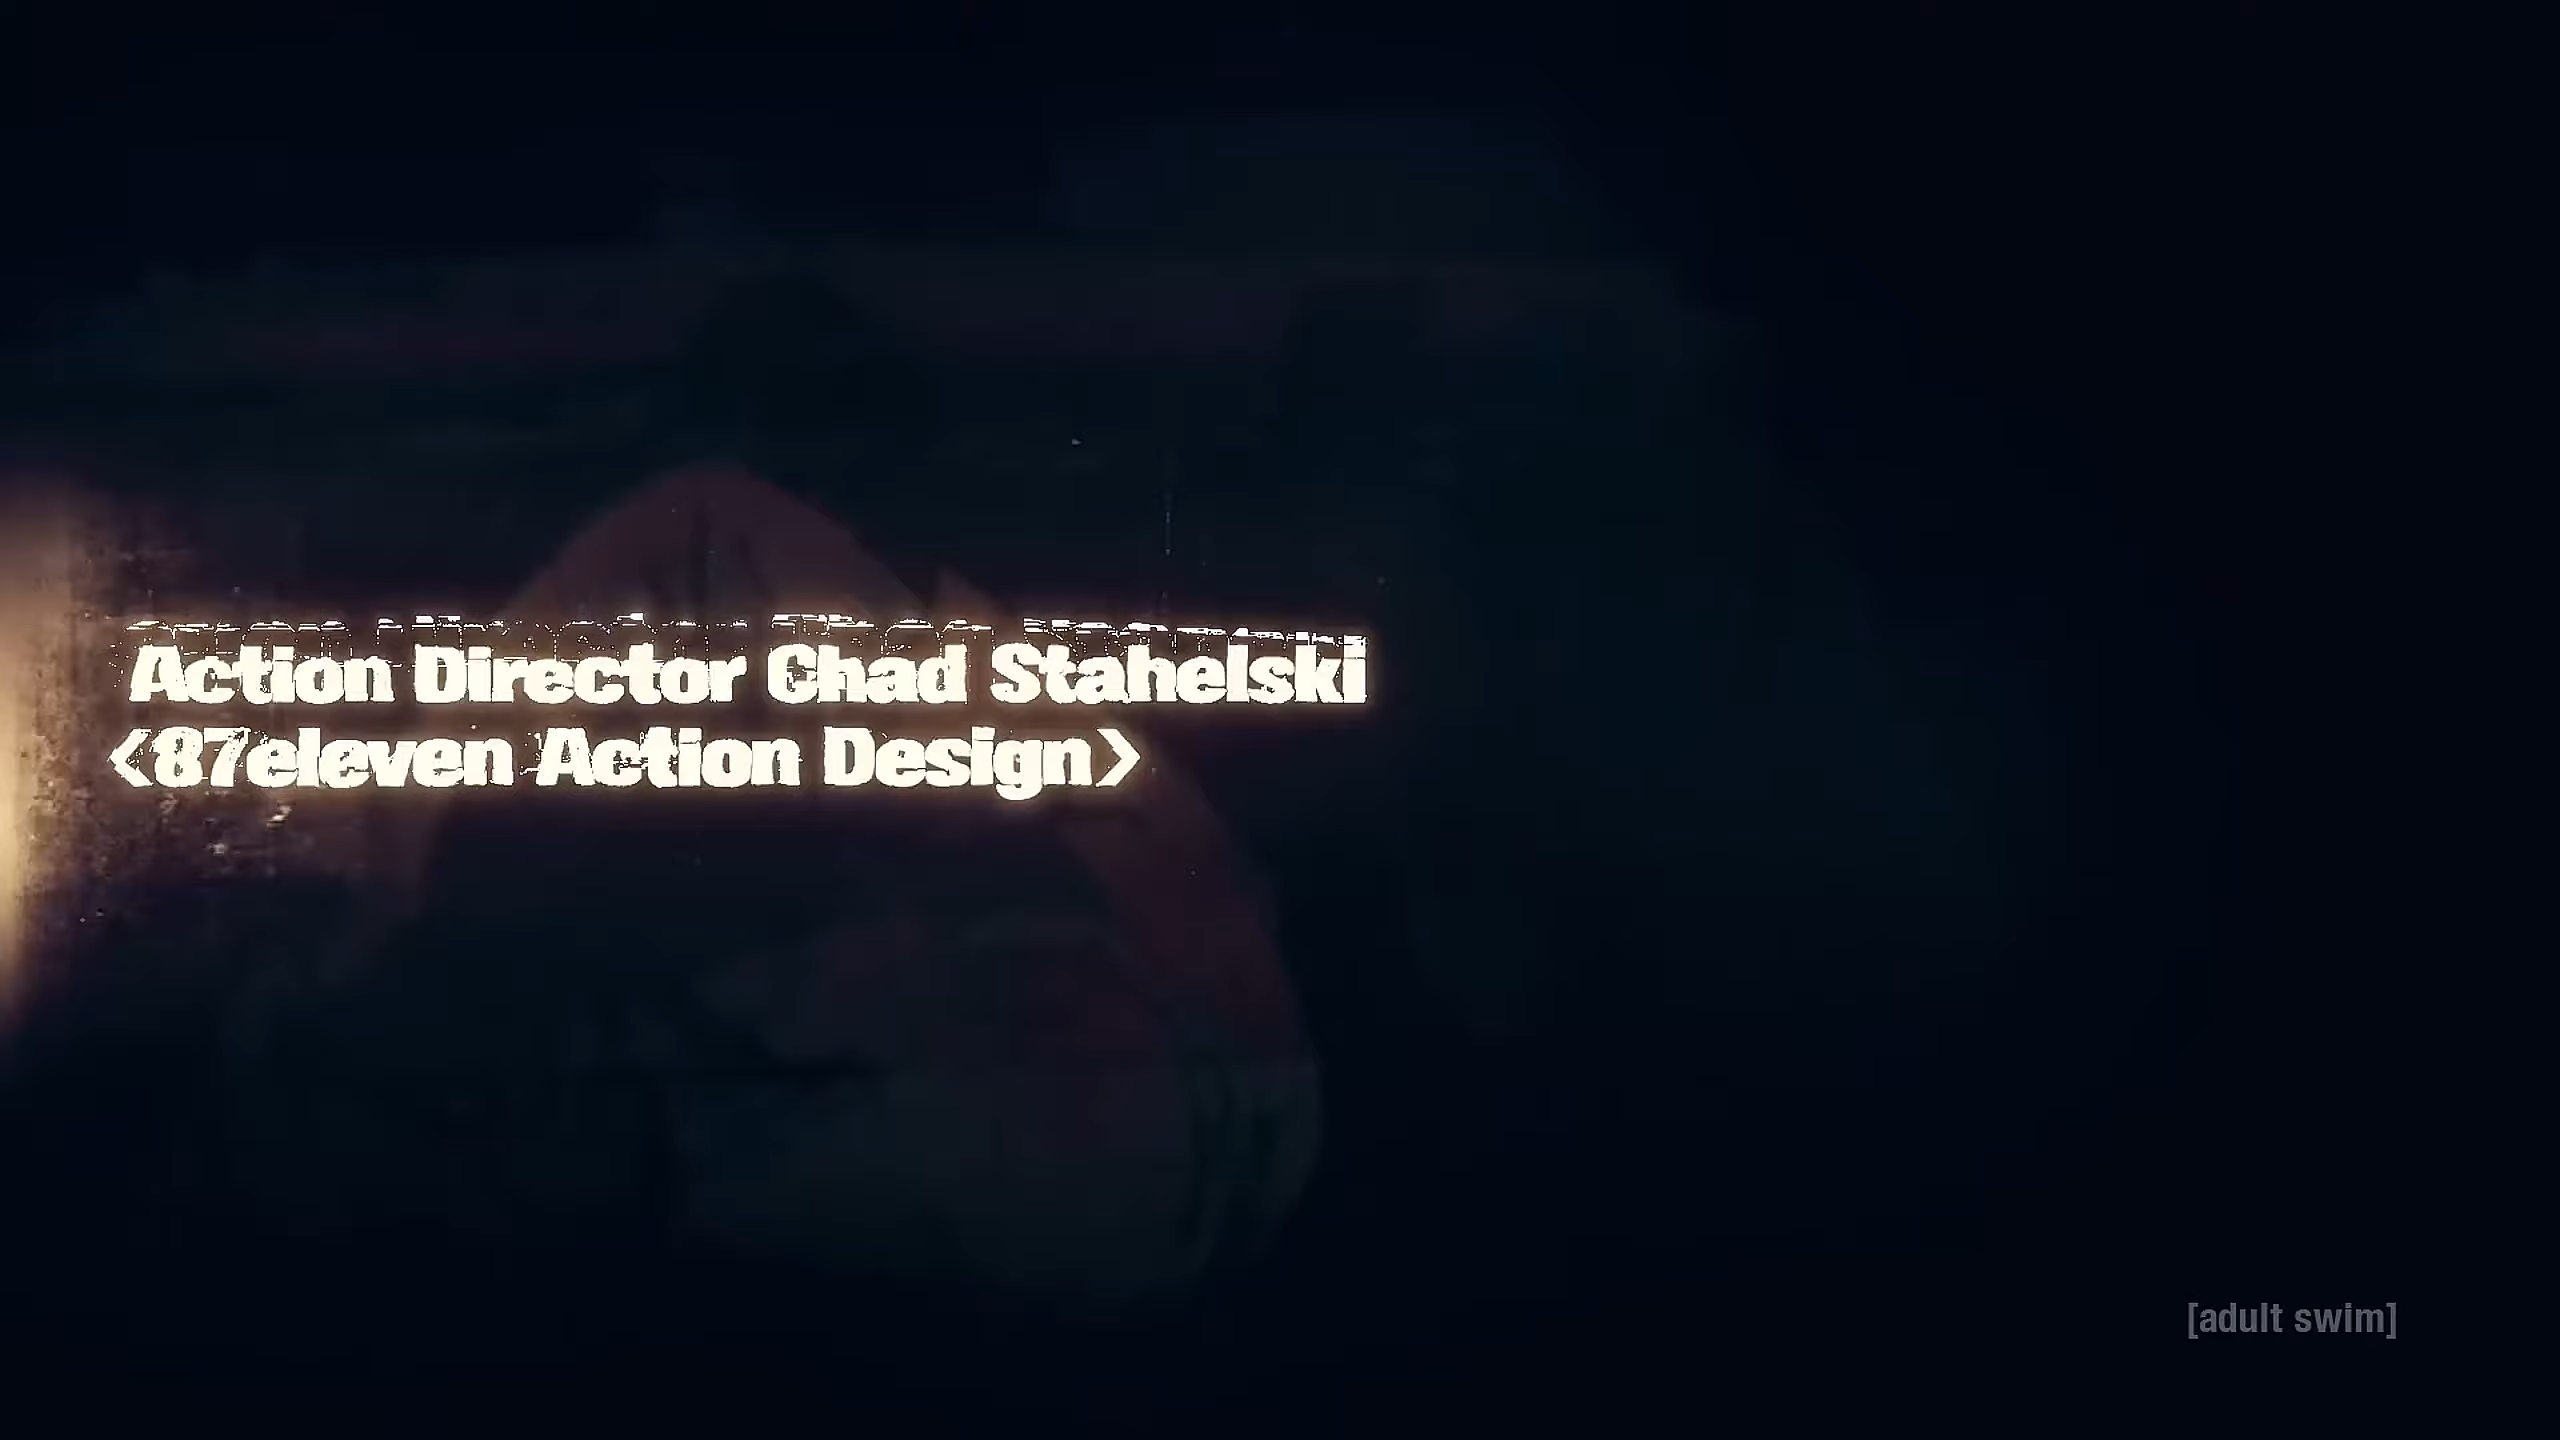 Action Director Chad Stahelski
<87eleven Action Design>
[adult swim]